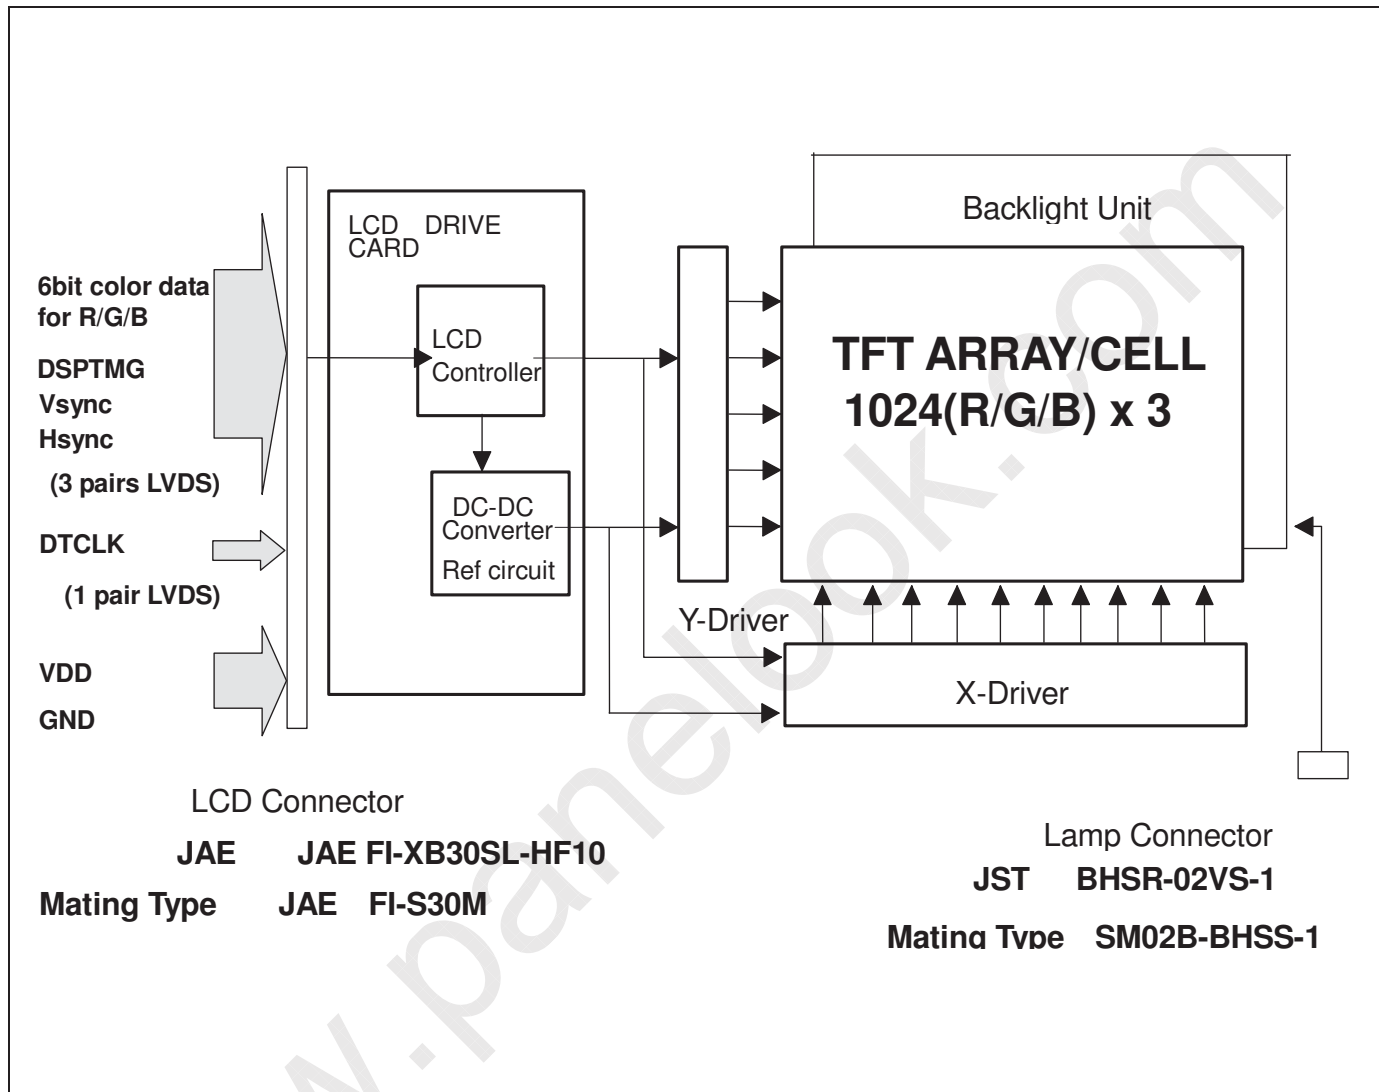 Backlight Unit
LCD DRIVE
CARD
6bit color data
for R/G/B
DSPTMG
Vsync
Hsync
(3 pairs LVDS)
DTCLK
(1 pair LVDS)
VDD
GND
LCD
Controller
DC-DC
Converter
Ref circuit
TFT ARRAY/CELL
1024(R/G/B) x 3
Y-Driver
X-Driver
LCD Connector
JAE JAE FI-XB30SL-HF10
Mating Type JAE FI-S30M
Lamp Connector
JST BHSR-02VS-1
Mating Type SM02B-BHSS-1
w.panelook.com